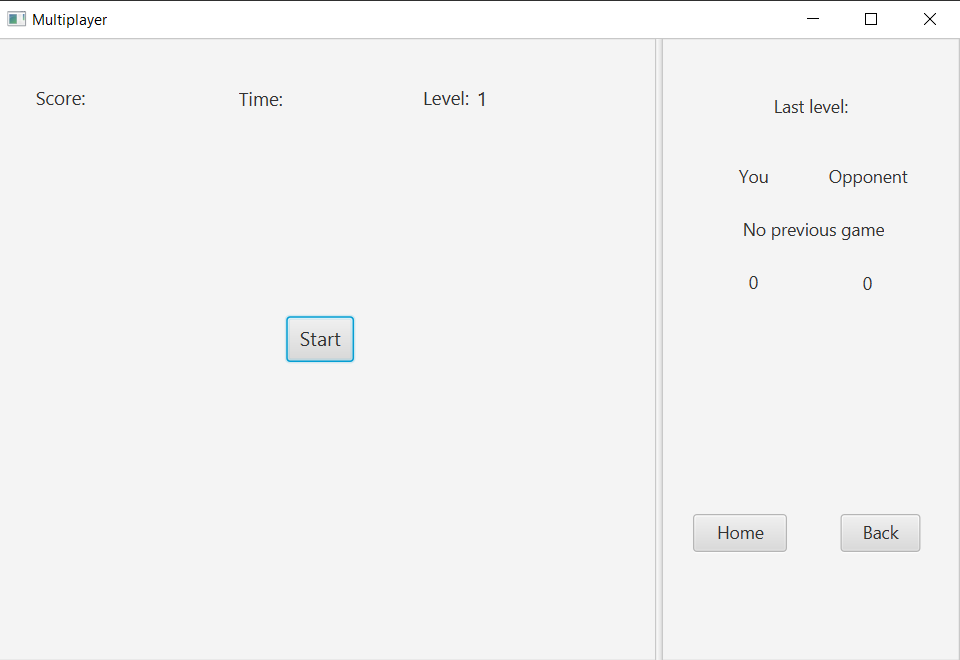 Multiplayer
Score:
Time:
Level: 1
Last level:
You
Opponent
No previous game
0
0
Start
Home
Back